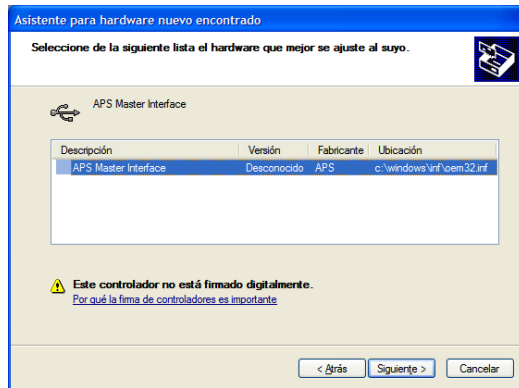 Asistente para hardware nuevo encontrado
Seleccione de la siguiente lista el hardware que mejor se ajuste al suyo.
APS Master Interface
Descripción Versión Fabricante Ubicación
APS Master Interface Desconocido APS c:\windows\inf\oem32.inf
Este controlador no está firmado digitalmente.
Por qué la firma de controladores es importante
< Atrás Siguiente > Cancelar